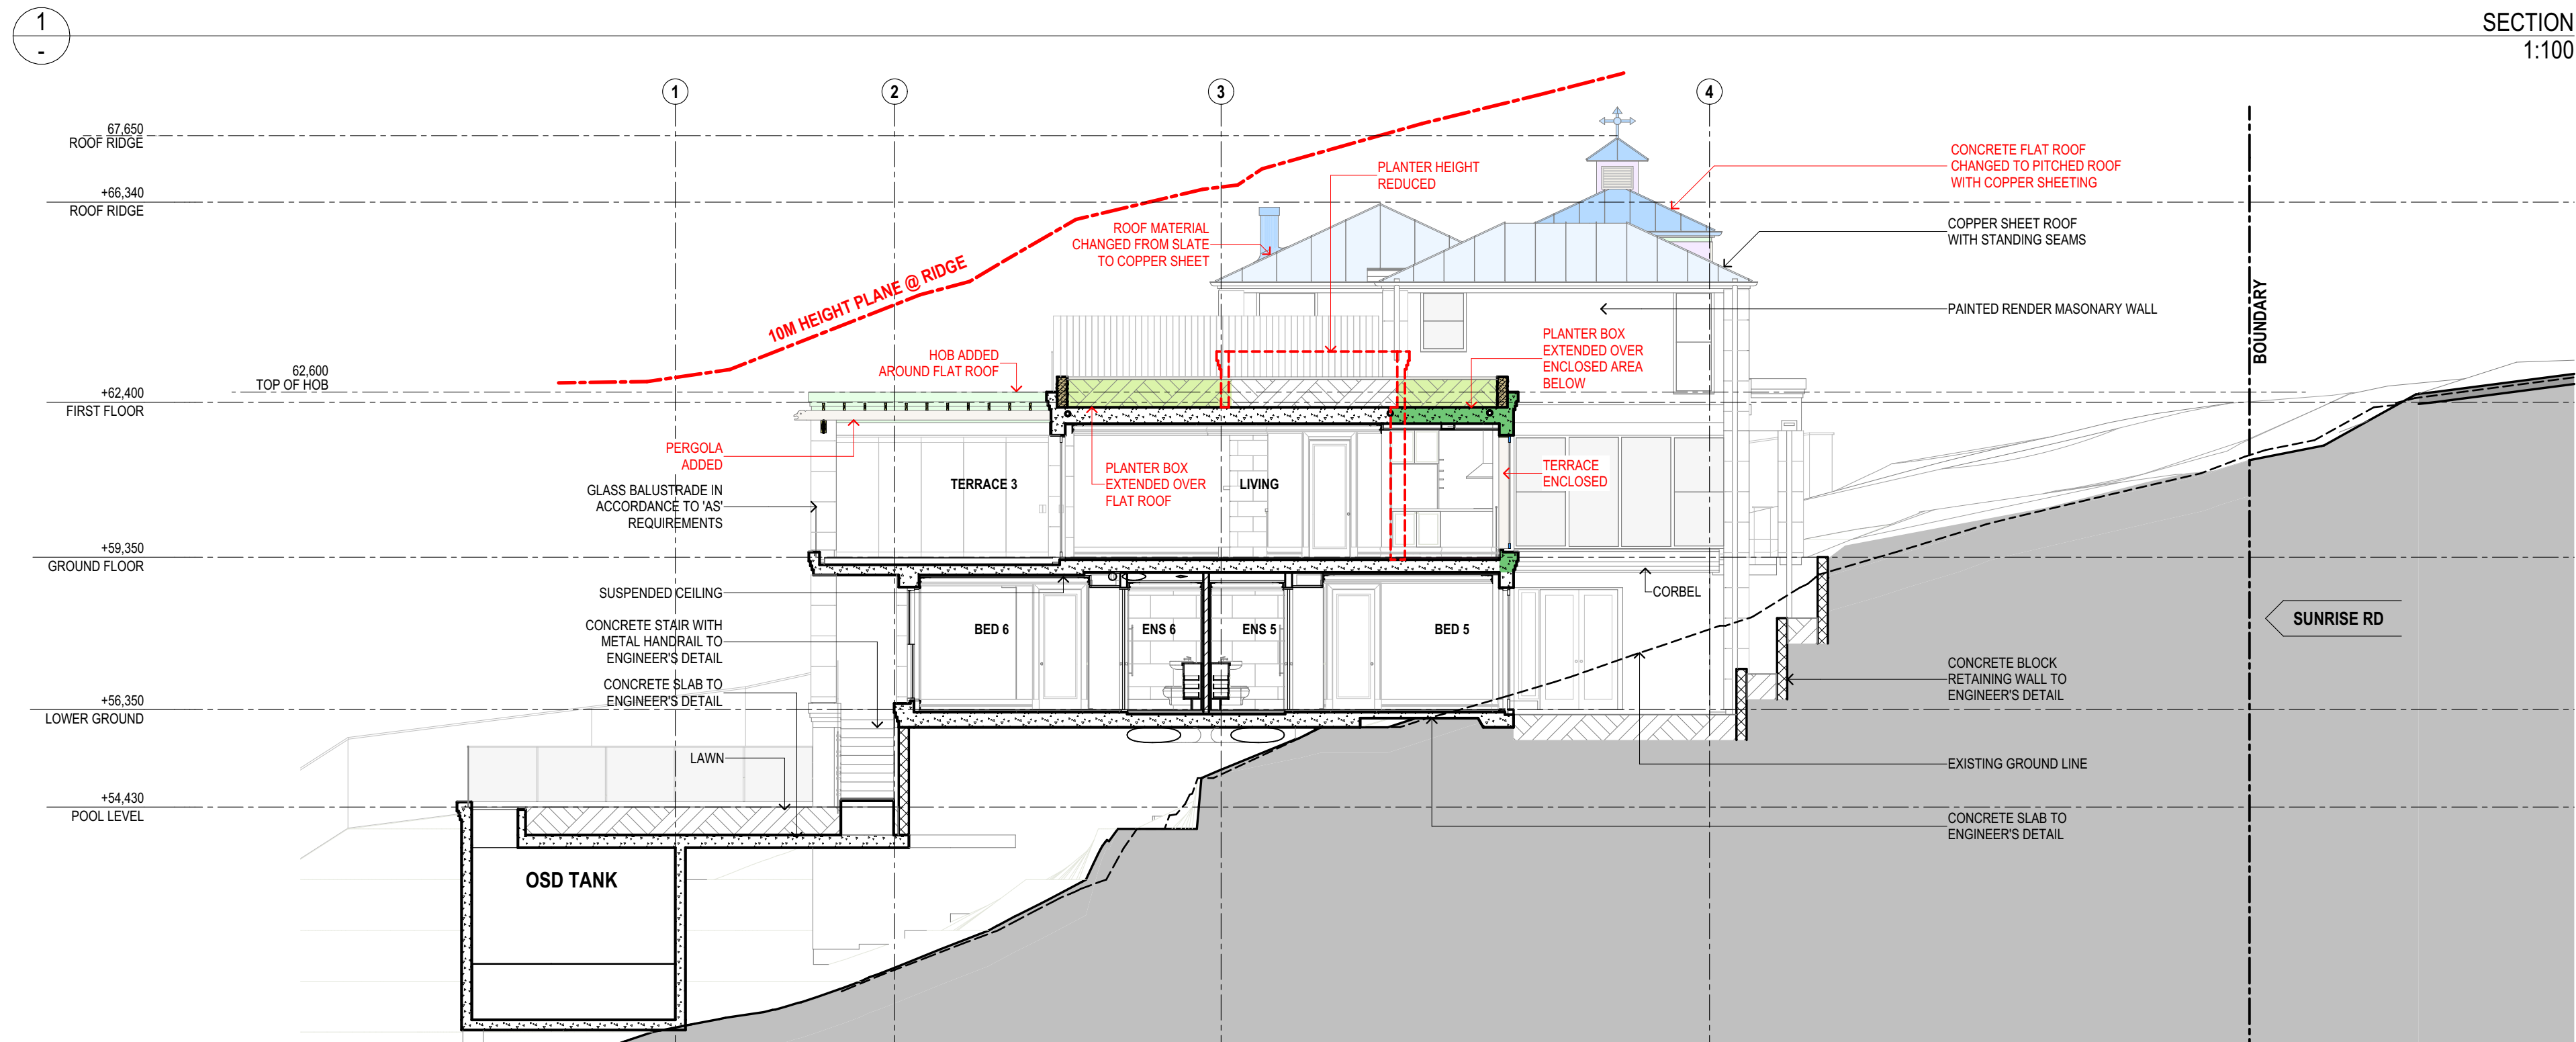 1
-
SECTION
1:100
1
2
3
4
67,650
ROOF RIDGE
+66,340
ROOF RIDGE
62,600
TOP OF HOB
+62,400
FIRST FLOOR
+59,350
GROUND FLOOR
+56,350
LOWER GROUND
+54,430
POOL LEVEL
10M HEIGHT PLANE @ RIDGE
PLANTER HEIGHT
REDUCED
ROOF MATERIAL
CHANGED FROM SLATE
TO COPPER SHEET
HOB ADDED
AROUND FLAT ROOF
PLANTER BOX
EXTENDED OVER
ENCLOSED AREA
BELOW
CONCRETE FLAT ROOF
CHANGED TO PITCHED ROOF
WITH COPPER SHEETING
COPPER SHEET ROOF
WITH STANDING SEAMS
PAINTED RENDER MASONARY WALL
BOUNDARY
PERGOLA
ADDED
GLASS BALUSTRADE IN
ACCORDANCE TO 'AS'
REQUIREMENTS
TERRACE 3
PLANTER BOX
EXTENDED OVER
FLAT ROOF
LIVING
TERRACE
ENCLOSED
SUSPENDED CEILING
CORBEL
CONCRETE STAIR WITH
METAL HANDRAIL TO
ENGINEER'S DETAIL
BED 6
ENS 6
ENS 5
BED 5
SUNRISE RD
CONCRETE SLAB TO
ENGINEER'S DETAIL
CONCRETE BLOCK
RETAINING WALL TO
ENGINEER'S DETAIL
LAWN
EXISTING GROUND LINE
CONCRETE SLAB TO
ENGINEER'S DETAIL
OSD TANK